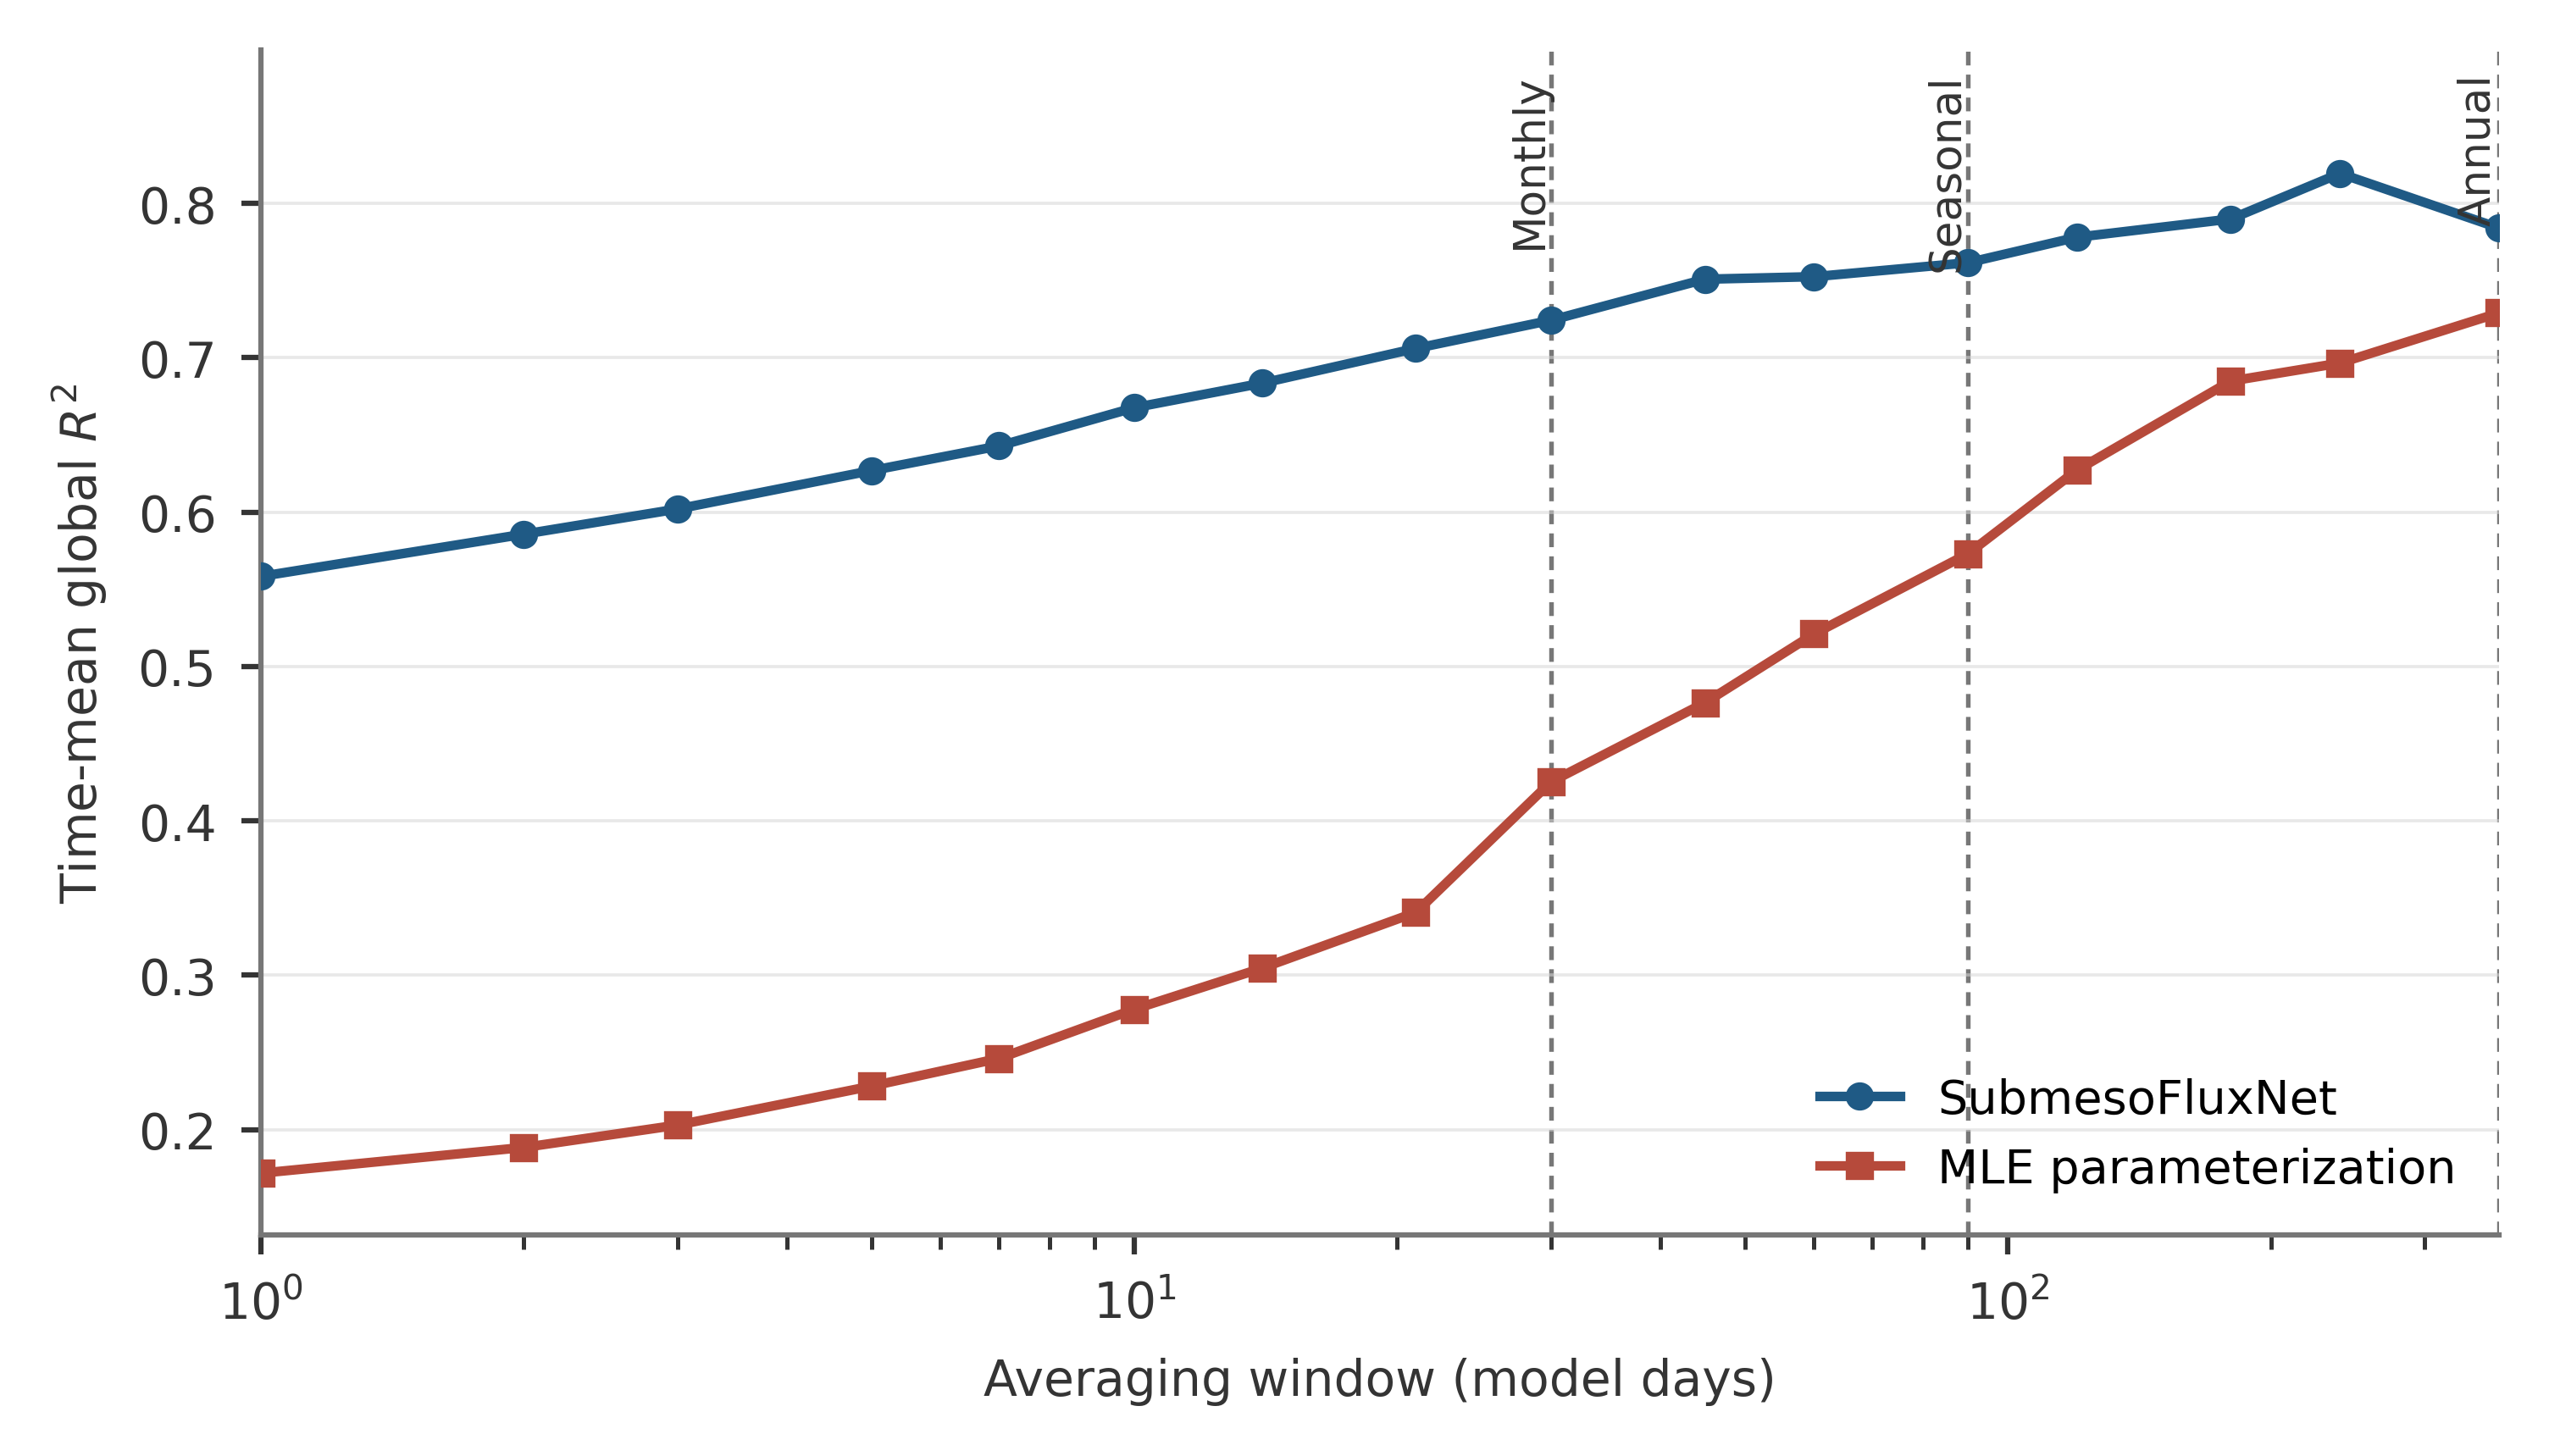 Monthly
Seasonal
Annual
Time-mean global R²
0.8
0.7
0.6
0.5
0.4
0.3
0.2
SubmesoFluxNet
MLE parameterization
10⁰
10¹
10²
Averaging window (model days)